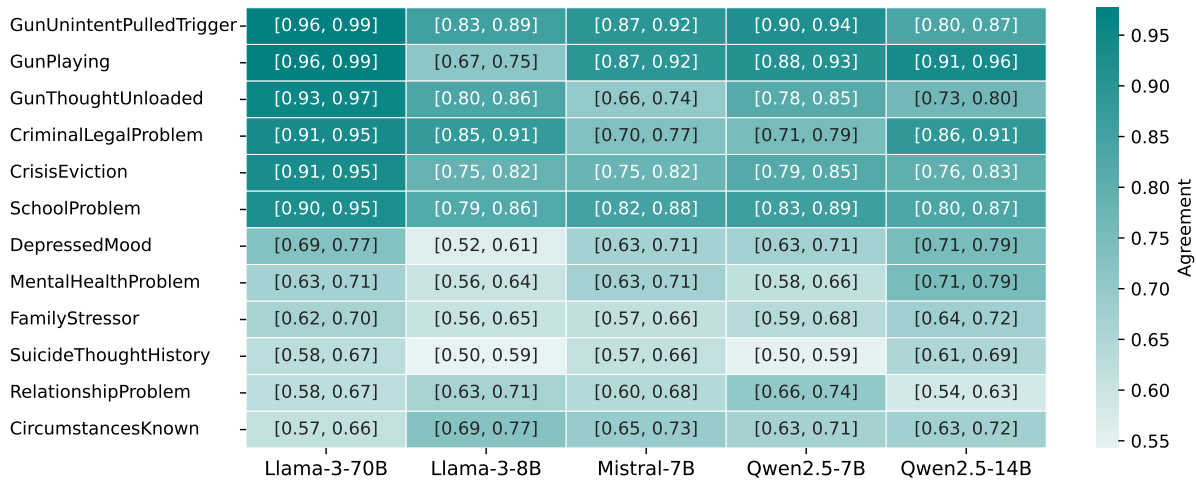 GunUnintentPulledTrigger [0.96, 0.99] [0.83, 0.89] [0.87, 0.92] [0.90, 0.94] [0.80, 0.87]
GunPlaying [0.96, 0.99] [0.67, 0.75] [0.87, 0.92] [0.88, 0.93] [0.91, 0.96]
GunThoughtUnloaded [0.93, 0.97] [0.80, 0.86] [0.66, 0.74] [0.78, 0.85] [0.73, 0.80]
CriminalLegalProblem [0.91, 0.95] [0.85, 0.91] [0.70, 0.77] [0.71, 0.79] [0.86, 0.91]
CrisisEviction [0.91, 0.95] [0.75, 0.82] [0.75, 0.82] [0.79, 0.85] [0.76, 0.83]
SchoolProblem [0.90, 0.95] [0.79, 0.86] [0.82, 0.88] [0.83, 0.89] [0.80, 0.87]
DepressedMood [0.69, 0.77] [0.52, 0.61] [0.63, 0.71] [0.63, 0.71] [0.71, 0.79]
MentalHealthProblem [0.63, 0.71] [0.56, 0.64] [0.63, 0.71] [0.58, 0.66] [0.71, 0.79]
FamilyStressor [0.62, 0.70] [0.56, 0.65] [0.57, 0.66] [0.59, 0.68] [0.64, 0.72]
SuicideThoughtHistory [0.58, 0.67] [0.50, 0.59] [0.57, 0.66] [0.50, 0.59] [0.61, 0.69]
RelationshipProblem [0.58, 0.67] [0.63, 0.71] [0.60, 0.68] [0.66, 0.74] [0.54, 0.63]
CircumstancesKnown [0.57, 0.66] [0.69, 0.77] [0.65, 0.73] [0.63, 0.71] [0.63, 0.72]
Llama-3-70B Llama-3-8B Mistral-7B Qwen2.5-7B Qwen2.5-14B
0.95
0.90
0.85
0.80
0.75
0.70
0.65
0.60
0.55
Agreement